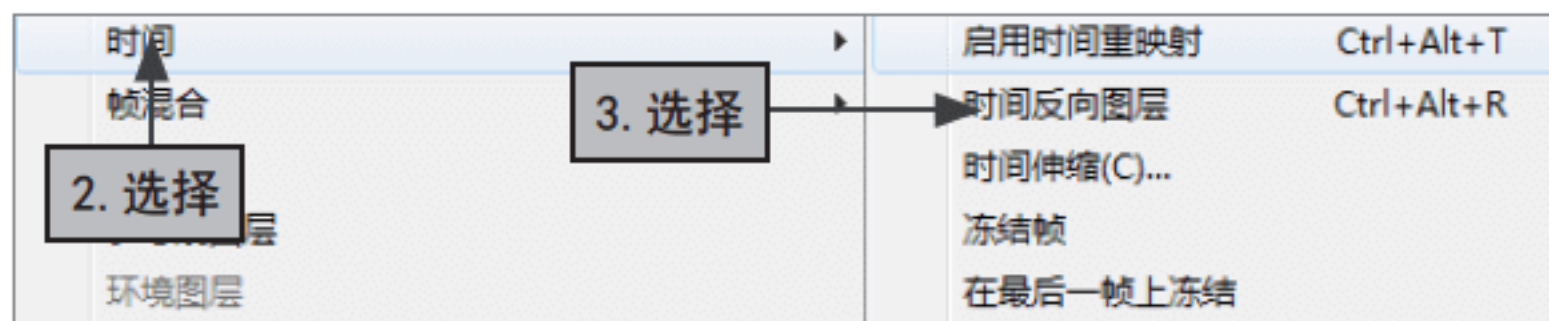 时间
启用时间重映射 Ctrl+Alt+T
帧混合
3. 选择
时间反向图层 Ctrl+Alt+R
时间伸缩(C)...
2. 选择
层
冻结帧
环境图层
在最后一帧上冻结